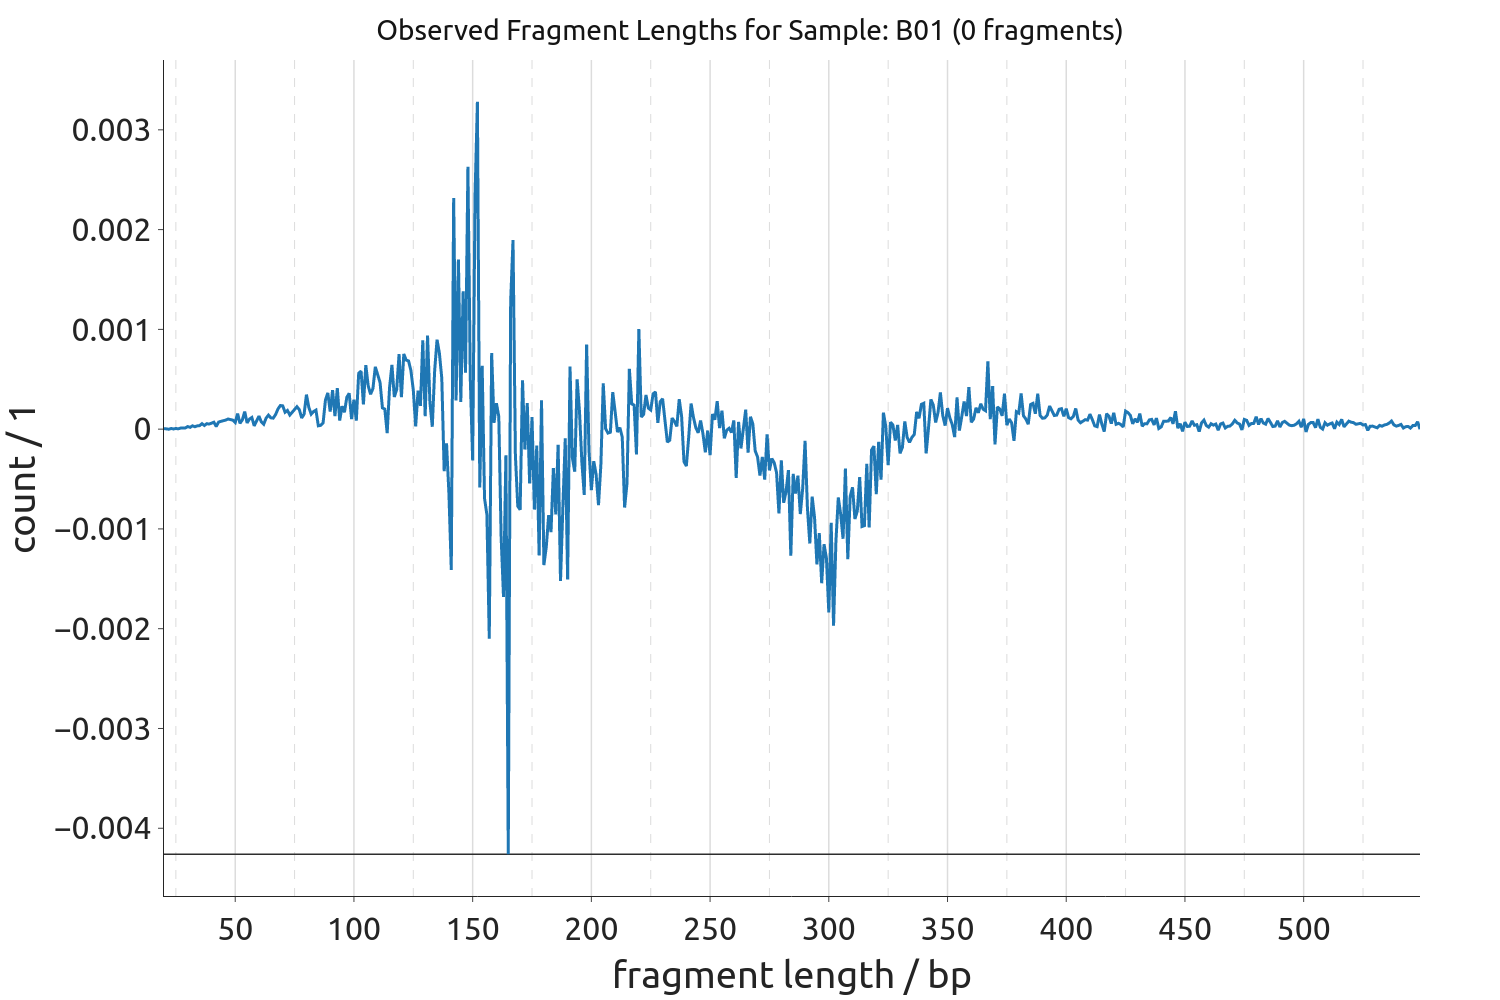 Observed Fragment Lengths for Sample: B01 (0 fragments)
count / 1
0.003
0.002
0.001
0
−0.001
−0.002
−0.003
−0.004
50 100 150 200 250 300 350 400 450 500
fragment length / bp